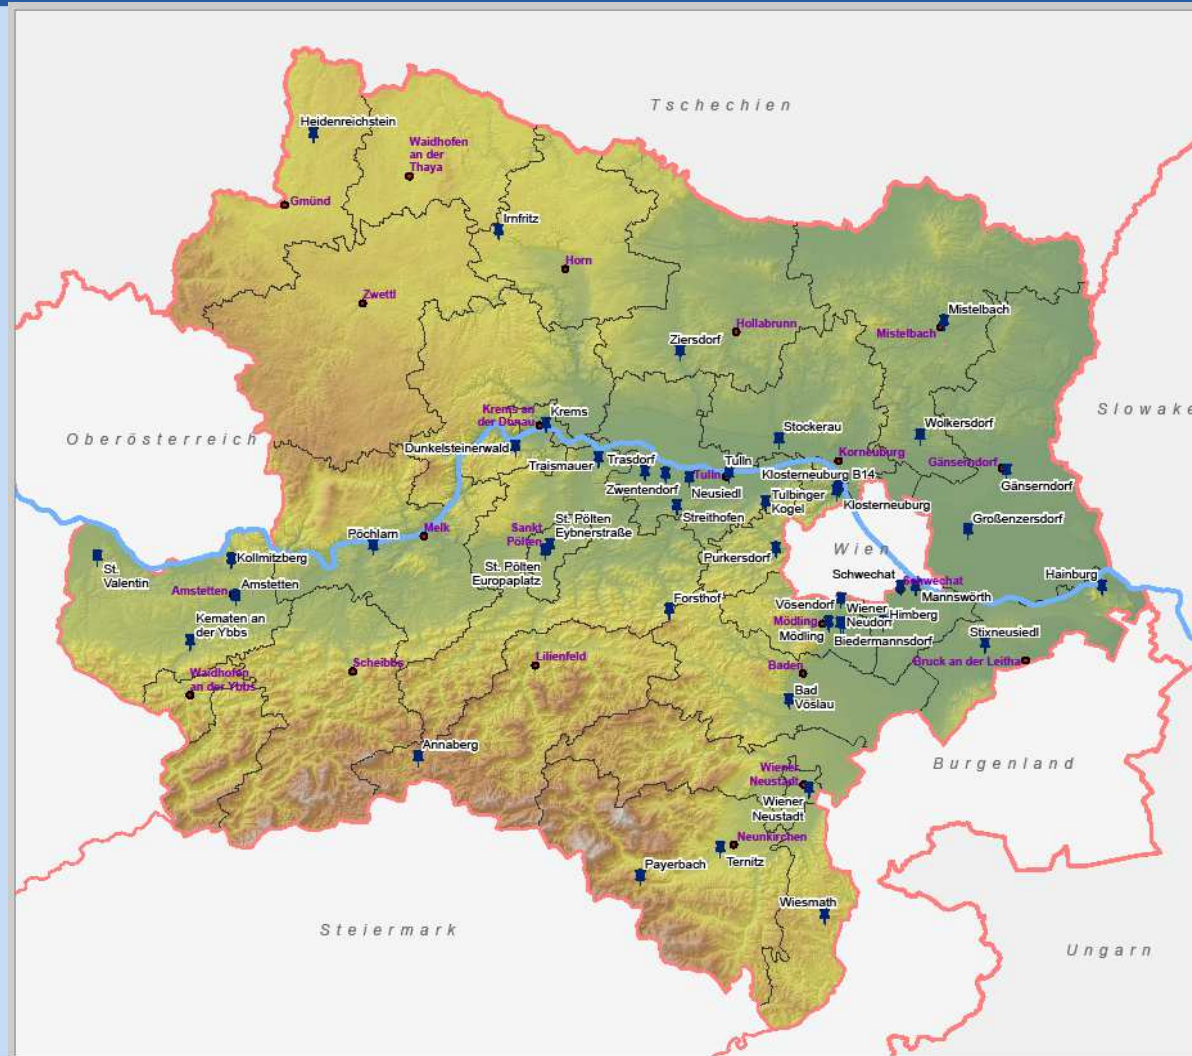 Tschechien
Heidenreichstein
Waidhofen
an der
Thaya
Gmünd
Irnfritz
Horn
Zwettl
Mistelbach
Hollabrunn
Mistelbach
Ziersdorf
Slowake
Krems an
der Donau
Krems
Oberösterreich
Dunkelsteinerwald
Stockerau
Wolkersdorf
Traismauer
Trasdorf
Tulln
Tulln
Korneuburg
Gänserndorf
Gänserndorf
Klosterneuburg B14
Zwentendorf
Neusiedl
Tulbinger
Kogel
Klosterneuburg
Streithofen
Großenzersdorf
Sankt
Pölten
St. Pölten
Eybnerstraße
Pöchlarn
Melk
Wien
Purkersdorf
St.
Valentin
Kollmitzberg
St. Pölten
Europaplatz
Schwechat
Schwechat
Hainburg
Amstetten
Amstetten
Mannswörth
Forsthof
Vösendorf
Wiener
Neudorf
Himberg
Kematen an
der Ybbs
Mödling
Mödling
Biedermannsdorf
Stixneusiedl
Scheibbs
Lilienfeld
Baden
Bruck an der Leitha
Waidhofen
an der Ybbs
Bad
Vöslau
Annaberg
Burgenland
Wiener
Neustadt
Wiener
Neustadt
Neunkirchen
Ternitz
Payerbach
Wiesmath
Steiermark
Ungarn